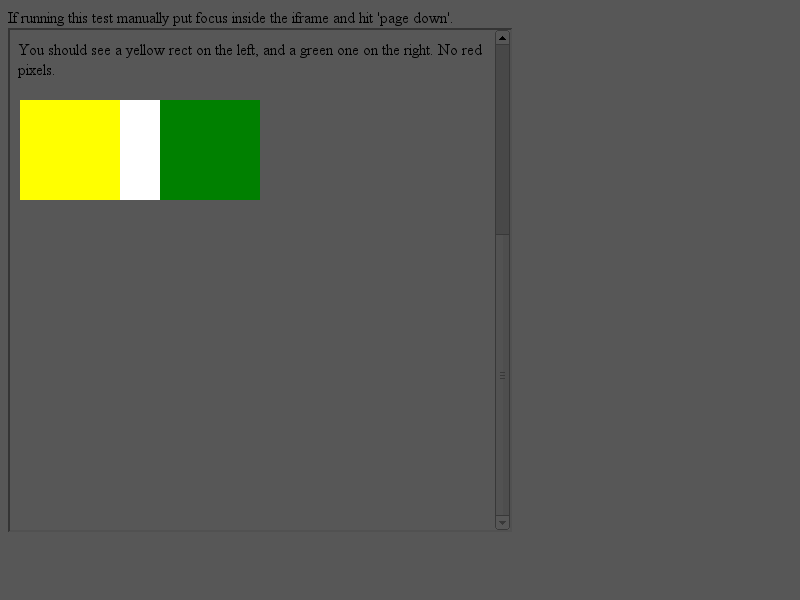 If running this test manually put focus inside the iframe and hit 'page down'.
You should see a yellow rect on the left, and a green one on the right. No red
pixels.